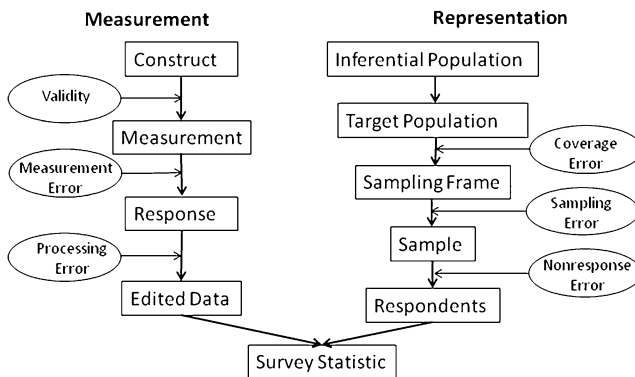 Measurement
Representation
Construct
Inferential Population
Validity
Target Population
Measurement
Coverage
Error
Measurement
Error
Sampling Frame
Response
Sampling
Error
Processing
Error
Sample
Nonresponse
Error
Edited Data
Respondents
Survey Statistic